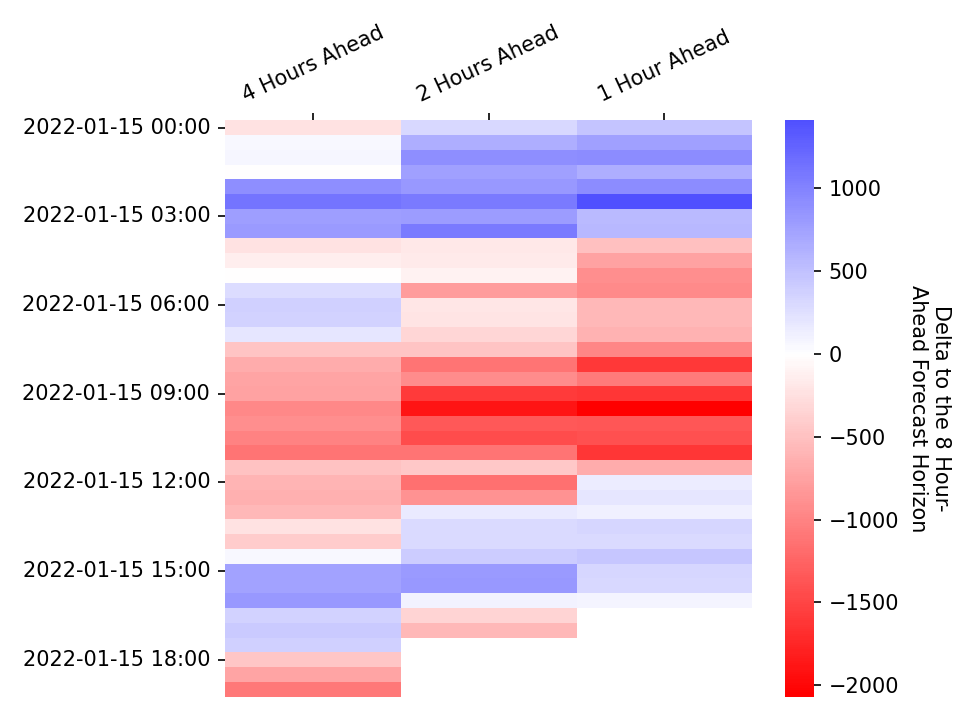 4 Hours Ahead
2 Hours Ahead
1 Hour Ahead
2022-01-15 00:00
2022-01-15 03:00
2022-01-15 06:00
2022-01-15 09:00
2022-01-15 12:00
2022-01-15 15:00
2022-01-15 18:00
1000
500
0
−500
−1000
−1500
−2000
Delta to the 8 Hour-
Ahead Forecast Horizon